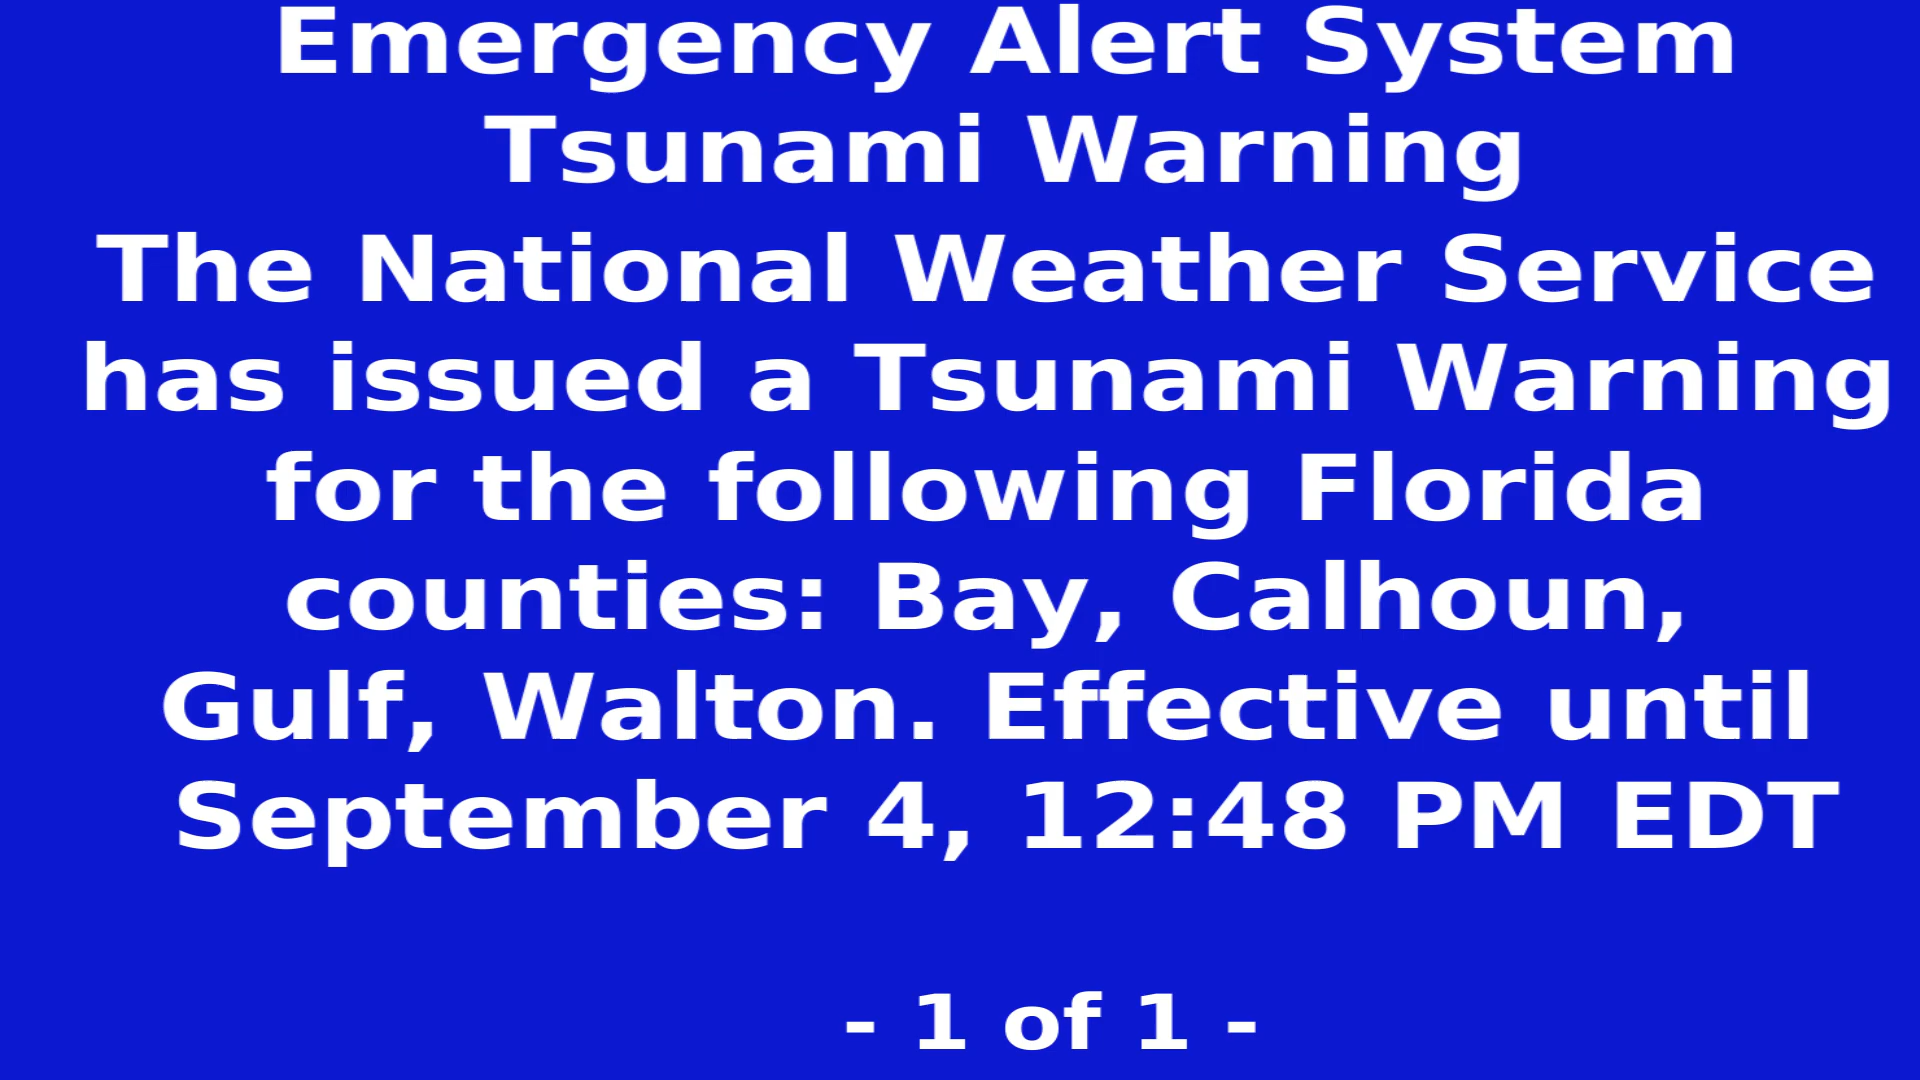 Emergency Alert System
Tsunami Warning
The National Weather Service
has issued a Tsunami Warning
for the following Florida
counties: Bay, Calhoun,
Gulf, Walton. Effective until
September 4, 12:48 PM EDT
- 1 of 1 -